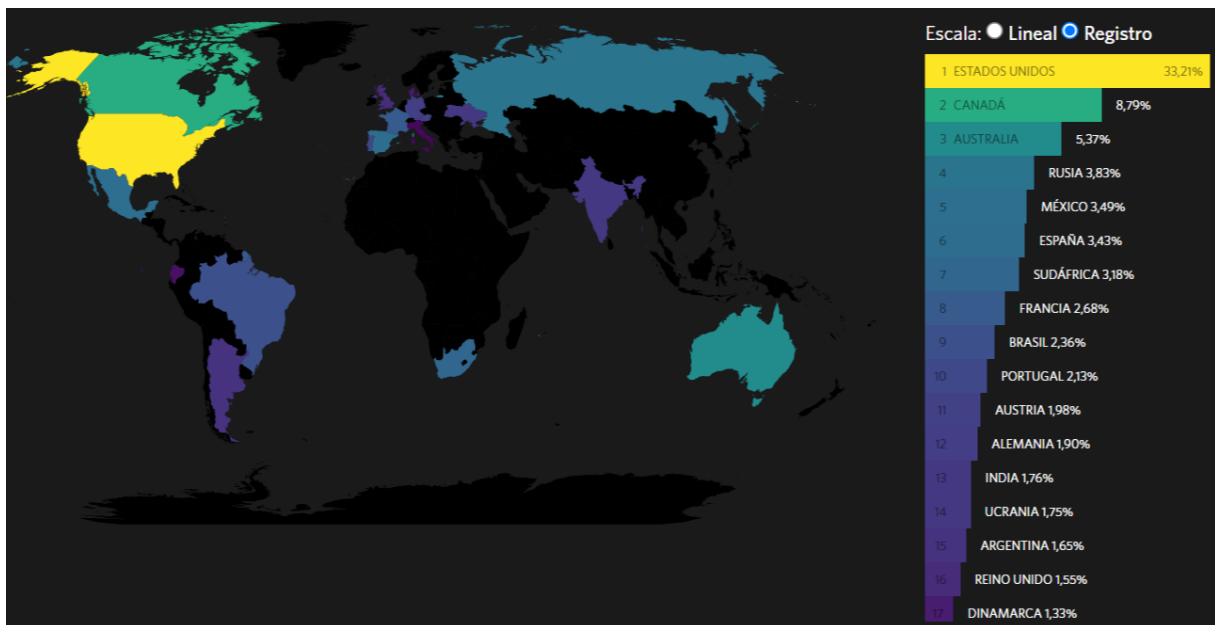 Escala: Lineal Registro
1 ESTADOS UNIDOS 33,21%
2 CANADÁ 8,79%
3 AUSTRALIA 5,37%
4 RUSIA 3,83%
5 MÉXICO 3,49%
6 ESPAÑA 3,43%
7 SUDÁFRICA 3,18%
8 FRANCIA 2,68%
9 BRASIL 2,36%
10 PORTUGAL 2,13%
11 AUSTRIA 1,98%
12 ALEMANIA 1,90%
13 INDIA 1,76%
14 UCRANIA 1,75%
15 ARGENTINA 1,65%
16 REINO UNIDO 1,55%
17 DINAMARCA 1,33%